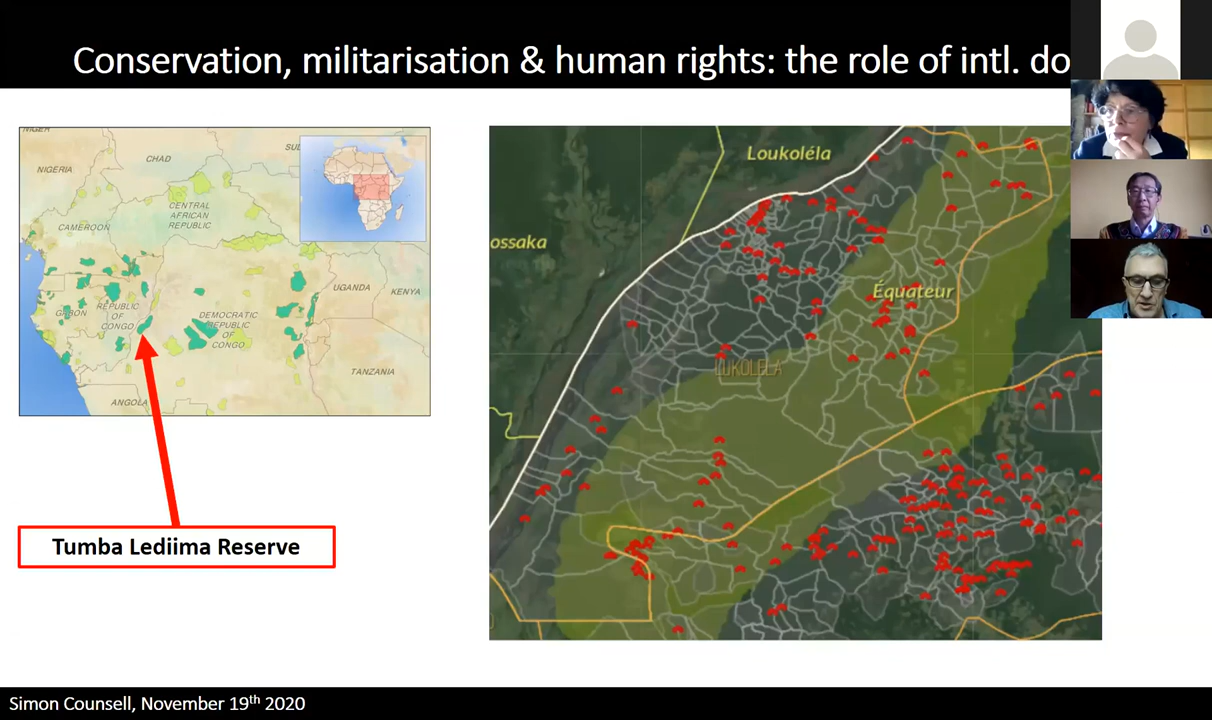 Conservation, militarisation & human rights: the role of intl. do
NIGERIA
CHAD
SU
CENTRAL
AFRICAN
REPUBLIC
CAMEROON
UGANDA
KENYA
GABON
REPUBLIC
OF
CONGO
DEMOCRATIC
REPUBLIC
OF
CONGO
TANZANIA
ANGOLA
Tumba Lediima Reserve
Loukoléla
ossaka
Équateur
LUKOLELA
Simon Counsell, November 19th 2020